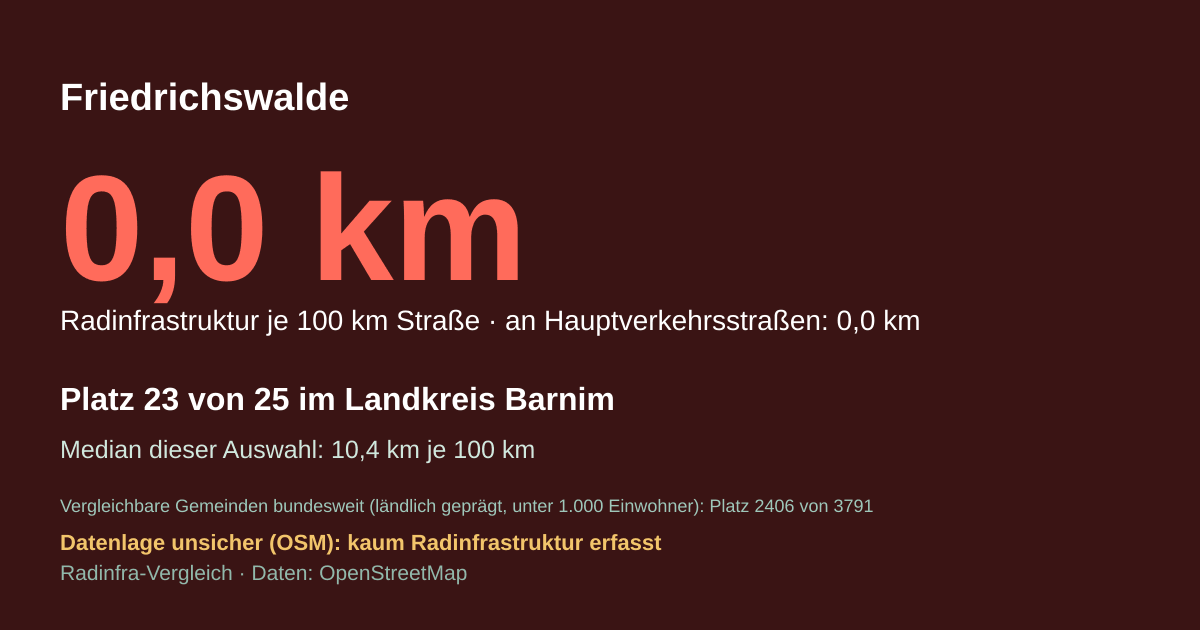 Friedrichswalde
0,0 km
Radinfrastruktur je 100 km Straße · an Hauptverkehrsstraßen: 0,0 km
Platz 23 von 25 im Landkreis Barnim
Median dieser Auswahl: 10,4 km je 100 km
Vergleichbare Gemeinden bundesweit (ländlich geprägt, unter 1.000 Einwohner): Platz 2406 von 3791
Datenlage unsicher (OSM): kaum Radinfrastruktur erfasst
Radinfra-Vergleich · Daten: OpenStreetMap